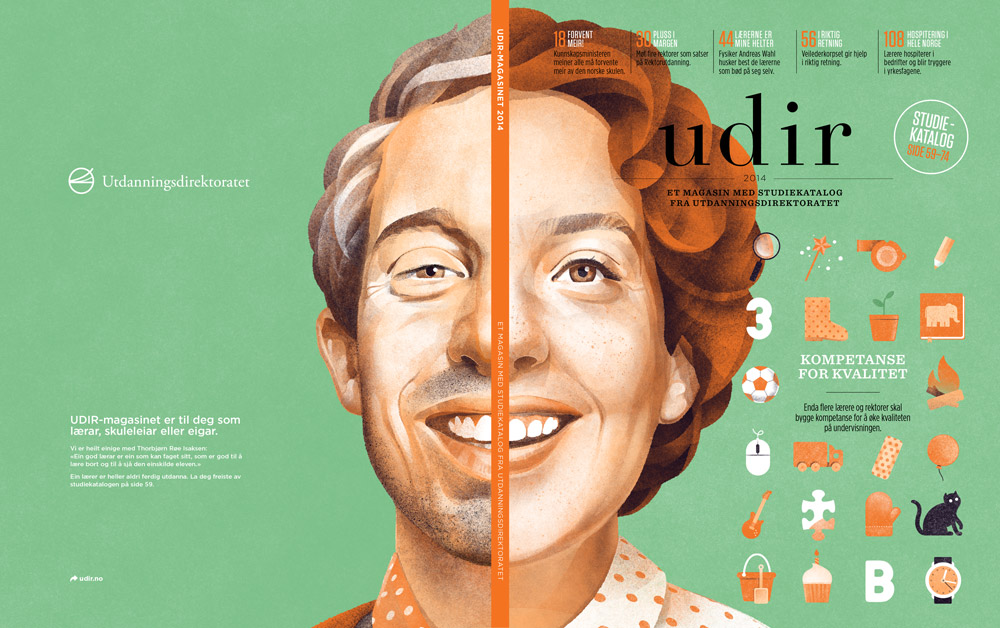 Utdanningsdirektoratet
UDIR-magasinet er til deg som
lærar, skuleleiar eller eigar.
Vi er heilt einige med Thorbjørn Røe Isaksen:
«Ein god lærar er ein som kan faget sitt, som er god til å
lære bort og til å sjå den einskilde eleven.»
Ein lærer er heller aldri ferdig utdanna. La deg freiste av
studiekatalogen på side 59.
udir.no
UDIR-MAGASINET 2014
ET MAGASIN MED STUDIEKATALOG FRA UTDANNINGSDIREKTORATET
18 FORVENT
MEIR!
Kunnskapsministeren
meiner alle må forvente
meir av den norske skulen.
30 PLUSS I
MARGEN
Møt fire rektorer som satser
på Rektorutdanning.
44 LÆRERNE ER
MINE HELTER
Fysiker Andreas Wahl
husker best de lærerne
som bød på seg selv.
56 I RIKTIG
RETNING
Veilederkorpset gir hjelp
i riktig retning.
108 HOSPITERING I
HELE NORGE
Lærere hospiterer i
bedrifter og blir tryggere
i yrkesfagene.
udir
2014
ET MAGASIN MED STUDIEKATALOG
FRA UTDANNINGSDIREKTORATET
STUDIE-
KATALOG
SIDE 59–74
3
KOMPETANSE
FOR KVALITET
Enda flere lærere og rektorer skal
bygge kompetanse for å øke kvaliteten
på undervisningen.
B